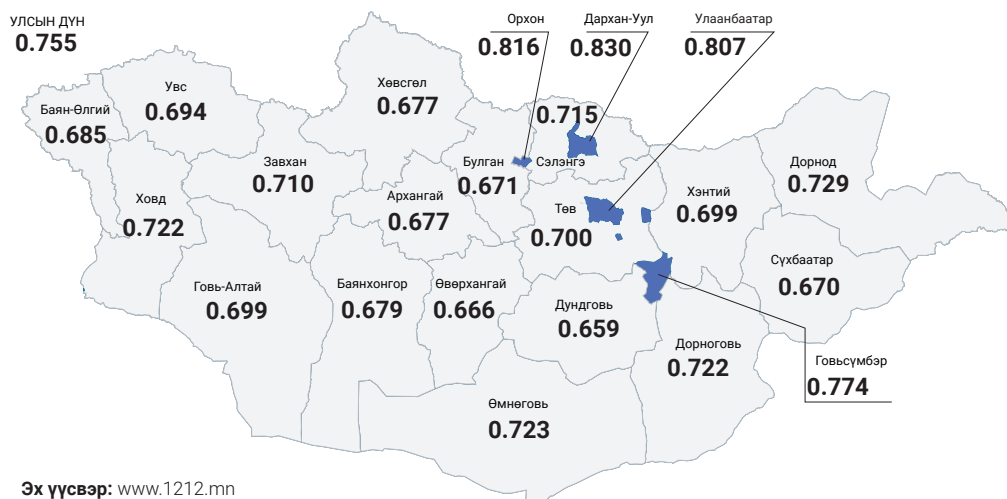 УЛСЫН ДҮН
0.755
Орхон
0.816
Дархан-Уул
0.830
Улаанбаатар
0.807
Увс
0.694
Хөвсгөл
0.677
Баян-Өлгий
0.685
0.715
Сэлэнгэ
Завхан
0.710
Булган
0.671
Дорнод
0.729
Ховд
0.722
Архангай
0.677
Төв
0.700
Хэнтий
0.699
Говь-Алтай
0.699
Баянхонгор
0.679
Өвөрхангай
0.666
Дундговь
0.659
Сүхбаатар
0.670
Дорноговь
0.722
Говьсүмбэр
0.774
Өмнөговь
0.723
Эх үүсвэр: www.1212.mn